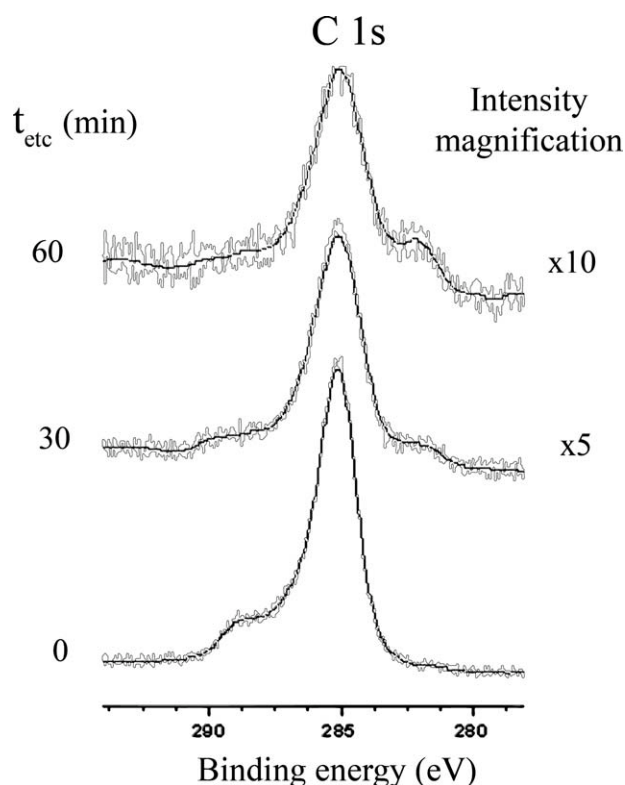 C 1s
t_etc (min)
Intensity
magnification
60
x10
30
x5
0
290
285
280
Binding energy (eV)